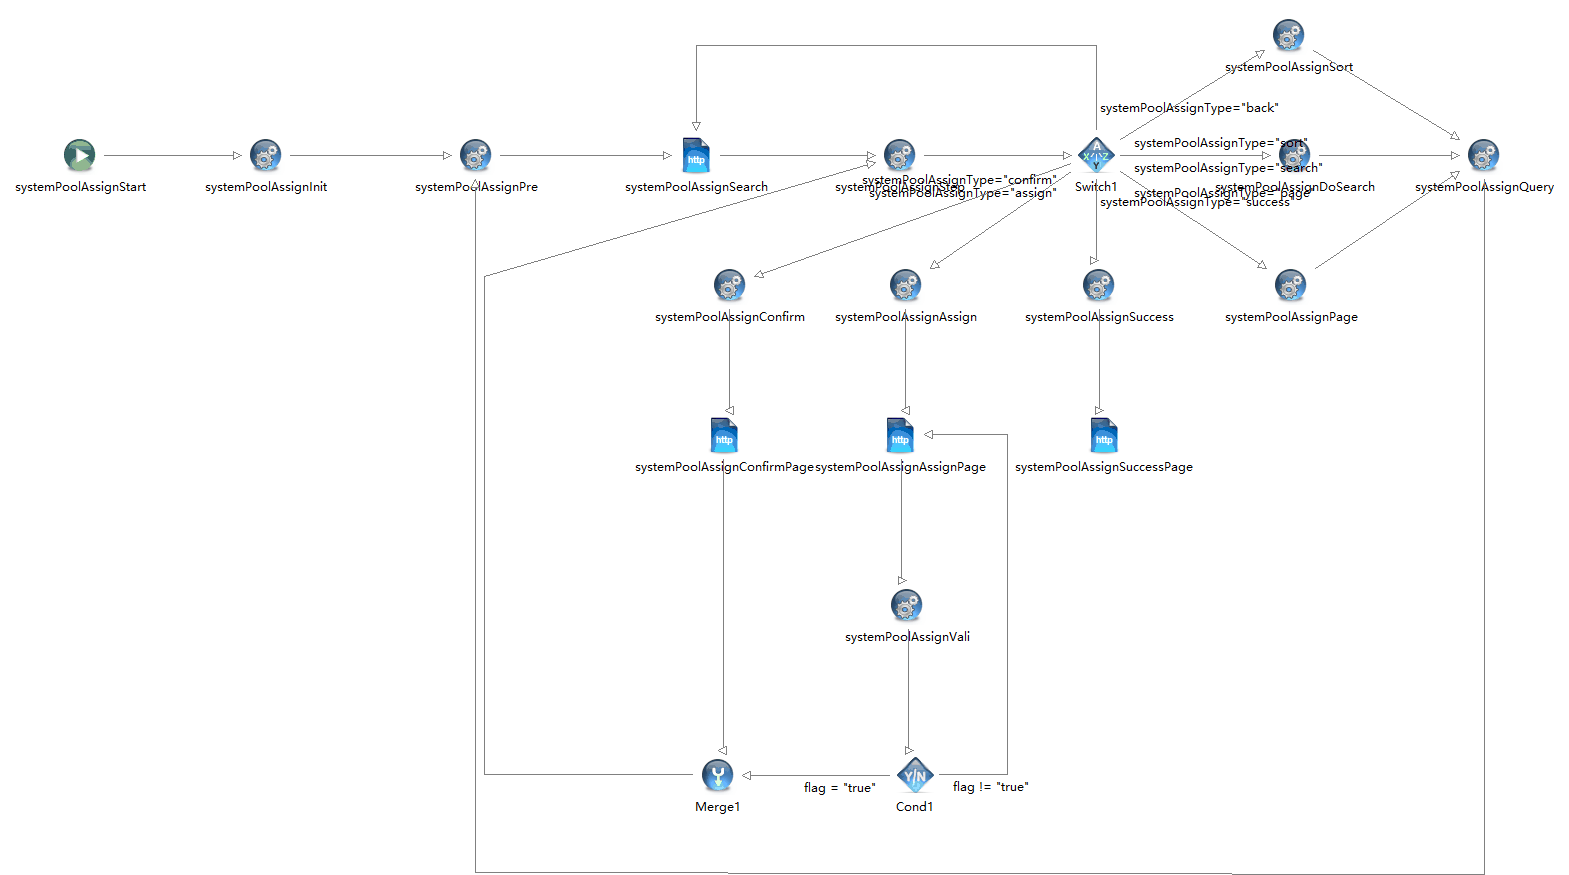 systemPoolAssignSort
systemPoolAssignType="back"
systemPoolAssignType="sort"
http
A
X/Y/Z
Y
systemPoolAssignType="search"
systemPoolAssignStart
systemPoolAssignInit
systemPoolAssignPre
systemPoolAssignSearch
systemPoolAssignStep
systemPoolAssignType="confirm"
systemPoolAssignType="assign"
Switch1
systemPoolAssignDoSearch
systemPoolAssignType="page"
systemPoolAssignType="success"
systemPoolAssignQuery
systemPoolAssignConfirm
systemPoolAssignAssign
systemPoolAssignSuccess
systemPoolAssignPage
http
http
http
systemPoolAssignConfirmPage
systemPoolAssignAssignPage
systemPoolAssignSuccessPage
systemPoolAssignVali
Y/N
flag = "true"
flag != "true"
Merge1
Cond1